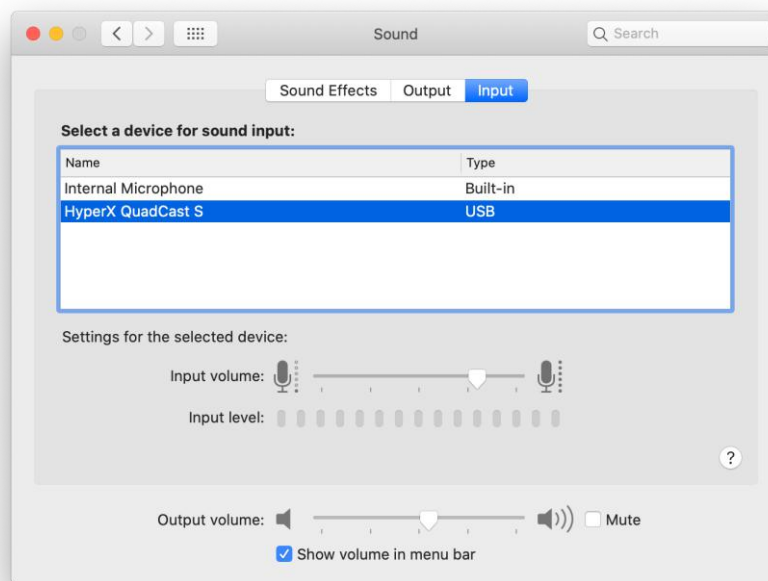 Sound
Search
Sound Effects Output Input
Select a device for sound input:
Name Type
Internal Microphone Built-in
HyperX QuadCast S USB
Settings for the selected device:
Input volume:
Input level:
?
Output volume: Mute
Show volume in menu bar